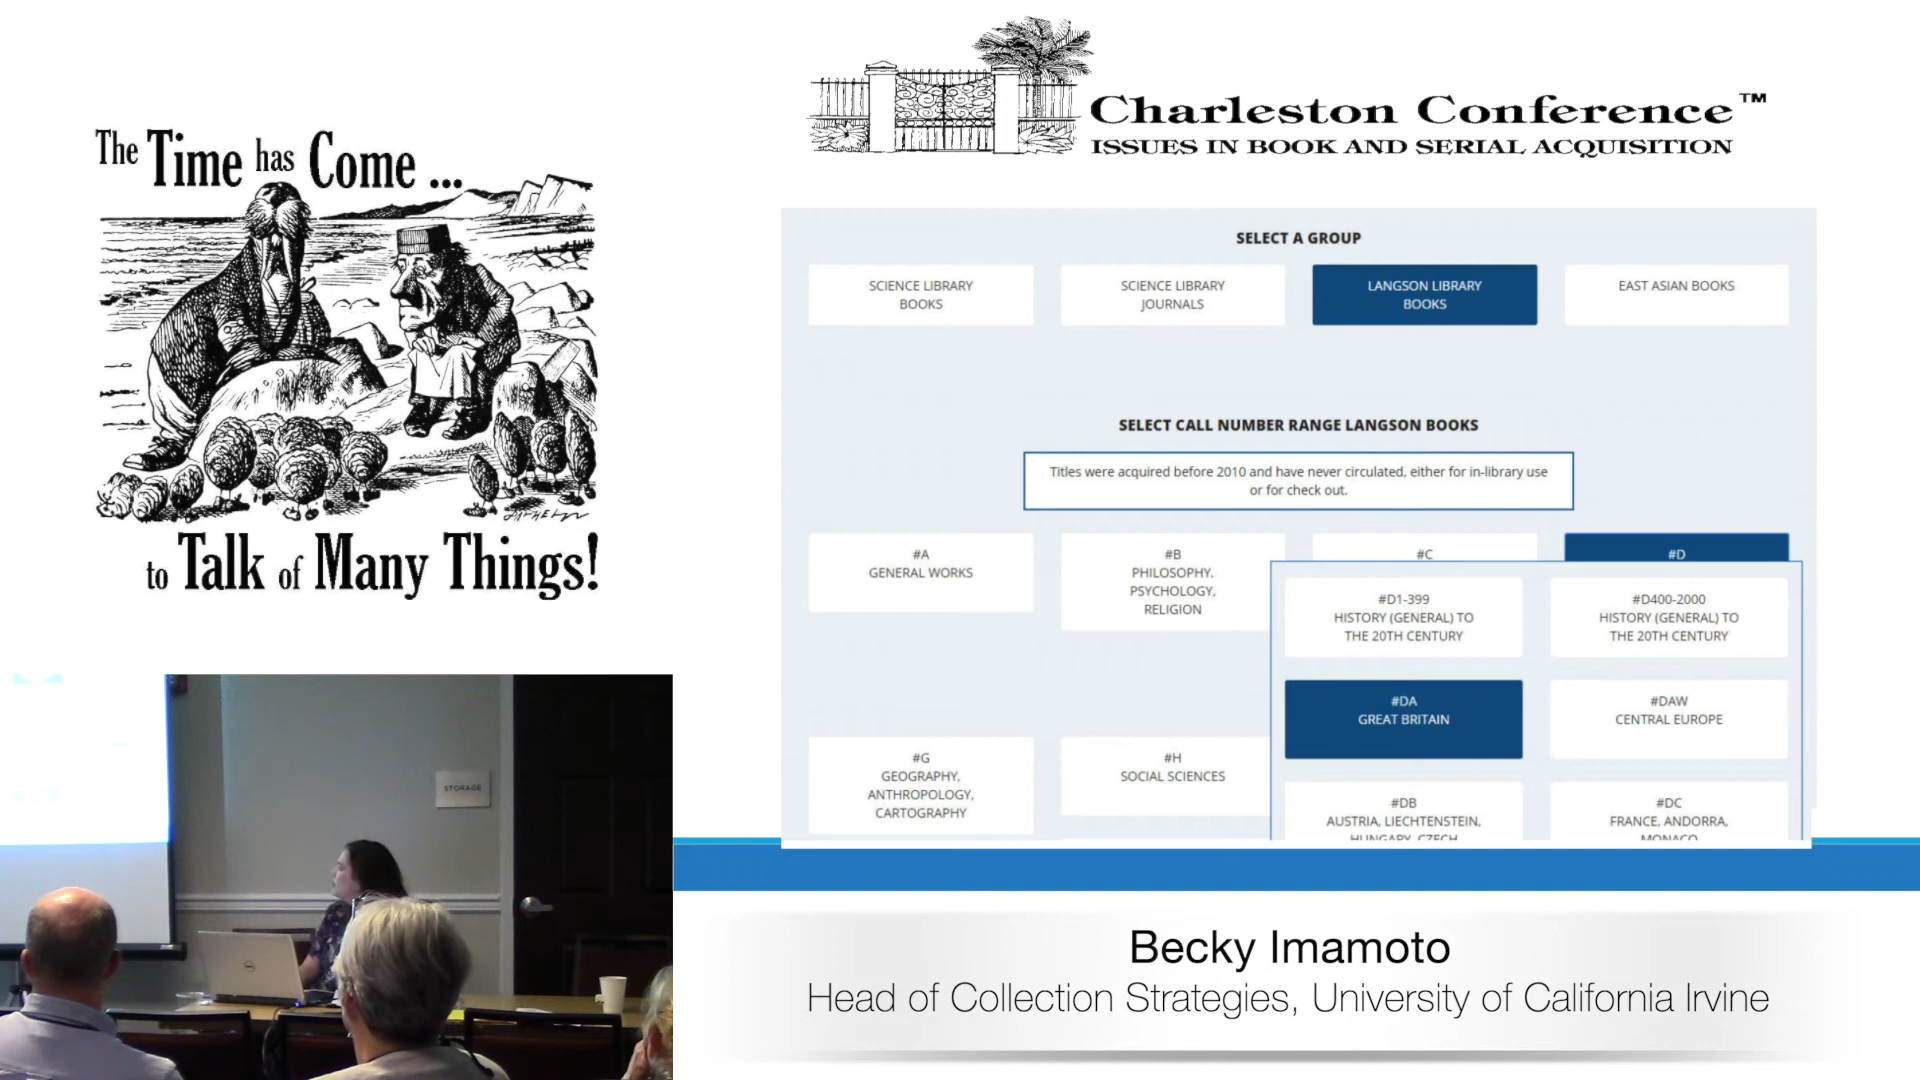 The Time has Come ...
to Talk of Many Things!
Charleston Conference™
ISSUES IN BOOK AND SERIAL ACQUISITION
SELECT A GROUP
SCIENCE LIBRARY
BOOKS
SCIENCE LIBRARY
JOURNALS
LANGSON LIBRARY
BOOKS
EAST ASIAN BOOKS
SELECT CALL NUMBER RANGE LANGSON BOOKS
Titles were acquired before 2010 and have never circulated, either for in-library use
or for check out.
#A
GENERAL WORKS
#B
PHILOSOPHY,
PSYCHOLOGY,
RELIGION
#C
#D
#D1-399
HISTORY (GENERAL) TO
THE 20TH CENTURY
#D400-2000
HISTORY (GENERAL) TO
THE 20TH CENTURY
#DA
GREAT BRITAIN
#DAW
CENTRAL EUROPE
#G
GEOGRAPHY,
ANTHROPOLOGY,
CARTOGRAPHY
#H
SOCIAL SCIENCES
#DB
AUSTRIA, LIECHTENSTEIN,
HUNGARY, CZECH
#DC
FRANCE, ANDORRA,
MONACO
STORAGE
Becky Imamoto
Head of Collection Strategies, University of California Irvine